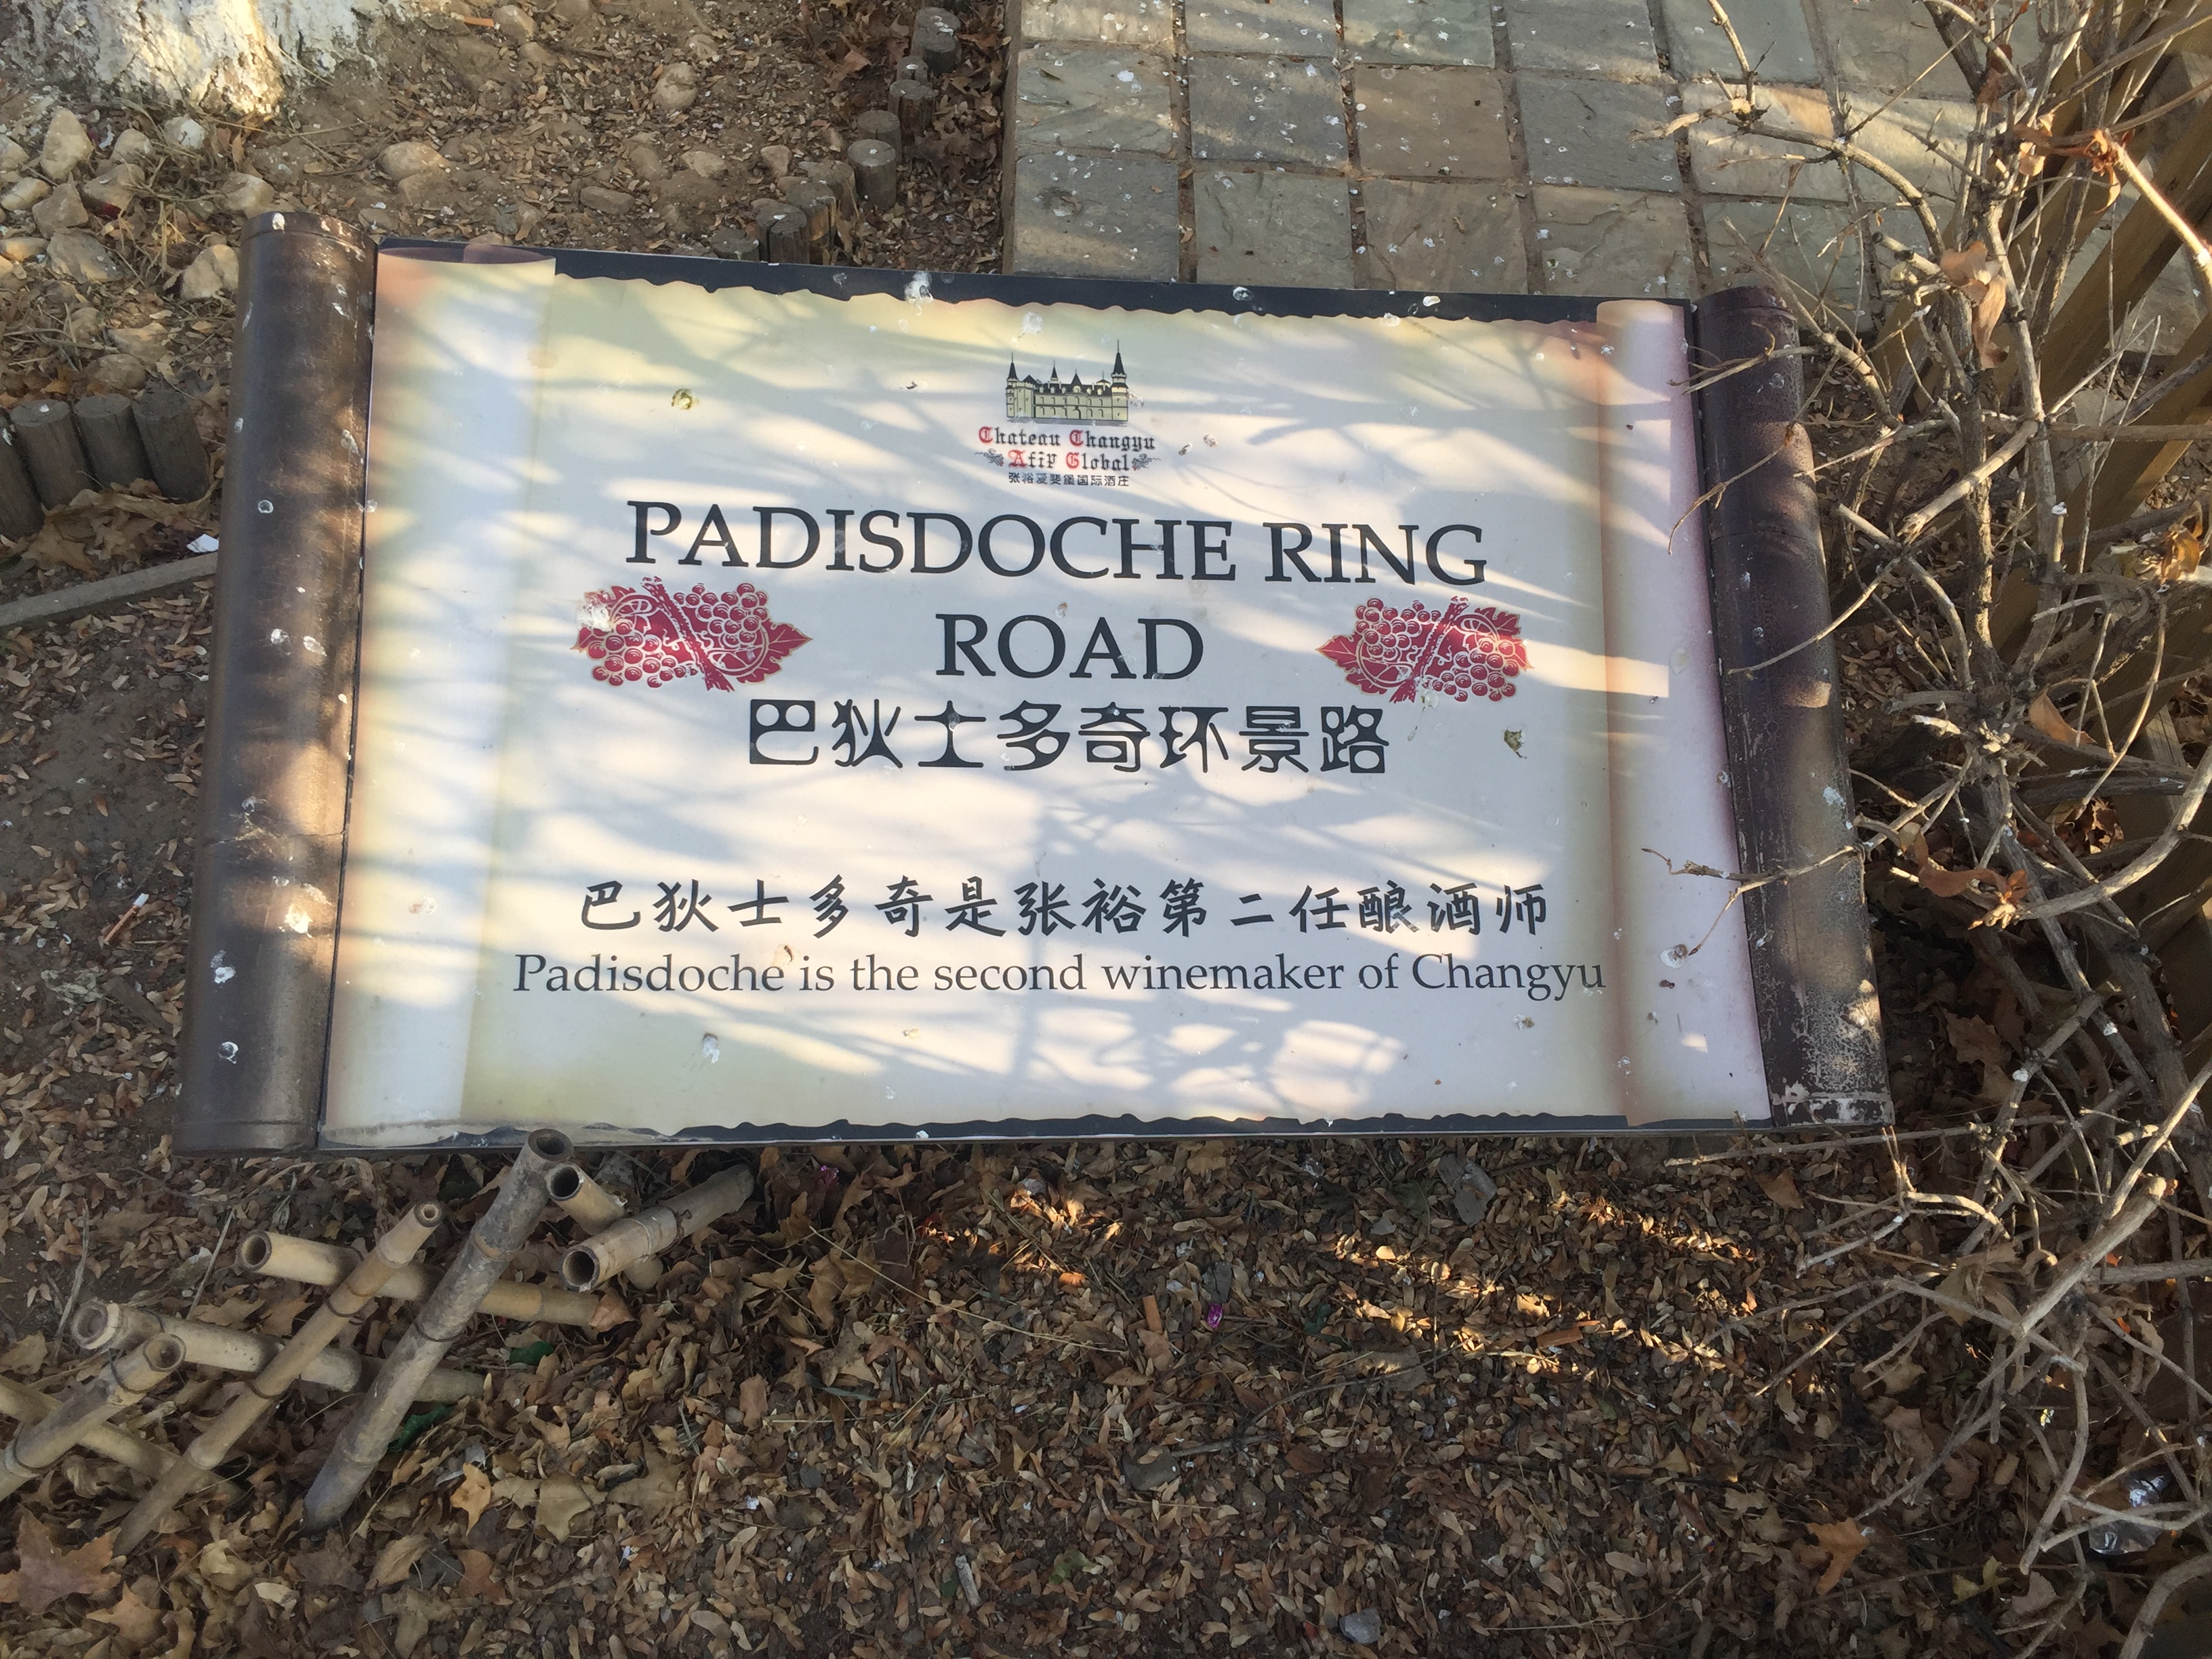 Chateau Changyu
Afip Global
张裕爱斐堡国际酒庄
PADISDOCHE RING
ROAD
巴狄士多奇环景路
巴狄士多奇是张裕第二任酿酒师
Padisdoche is the second winemaker of Changyu